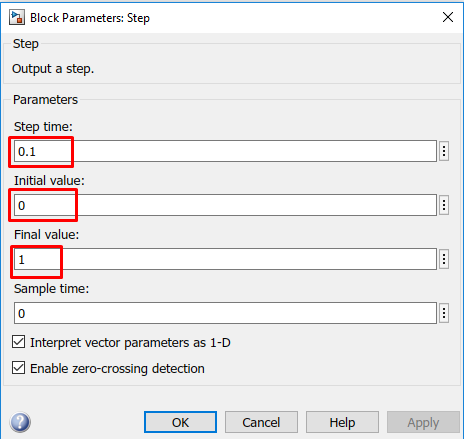 Block Parameters: Step
Step
Output a step.
Parameters
Step time:
0.1
Initial value:
0
Final value:
1
Sample time:
0
Interpret vector parameters as 1-D
Enable zero-crossing detection
? OK Cancel Help Apply